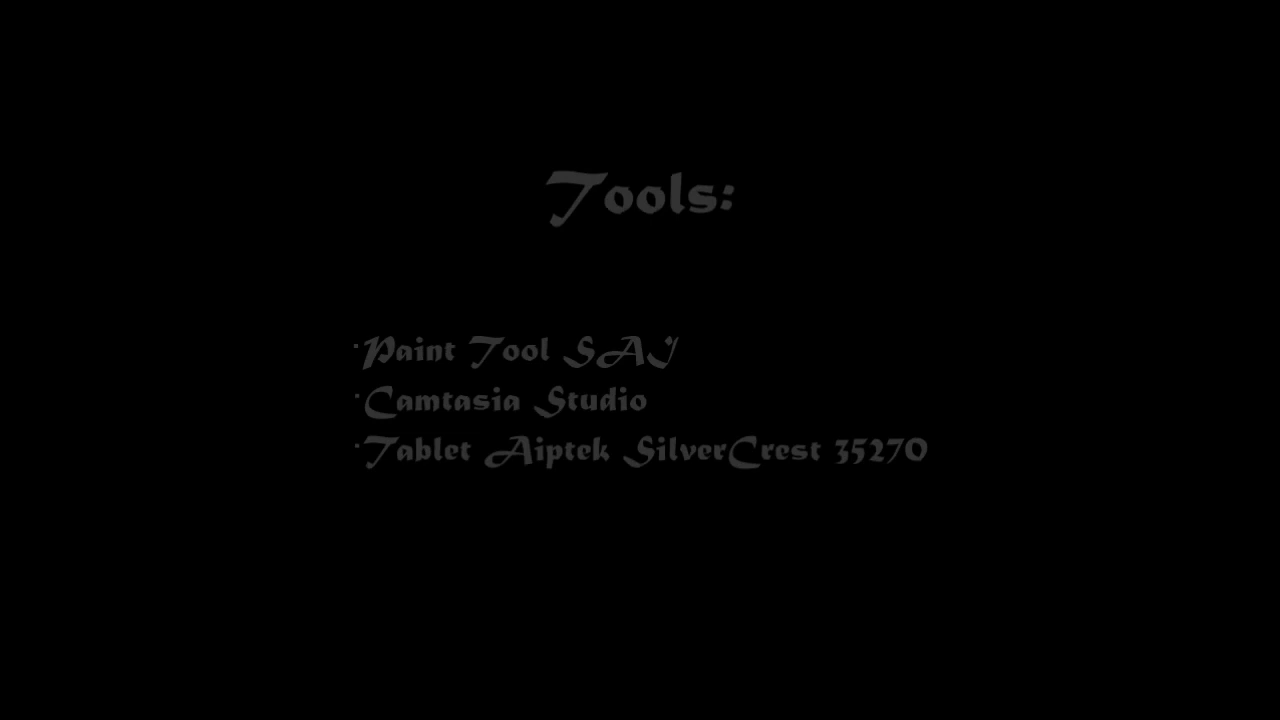 Tools:
·Paint Tool SAI
·Camtasia Studio
·Tablet Aiptek SilverCrest 35270